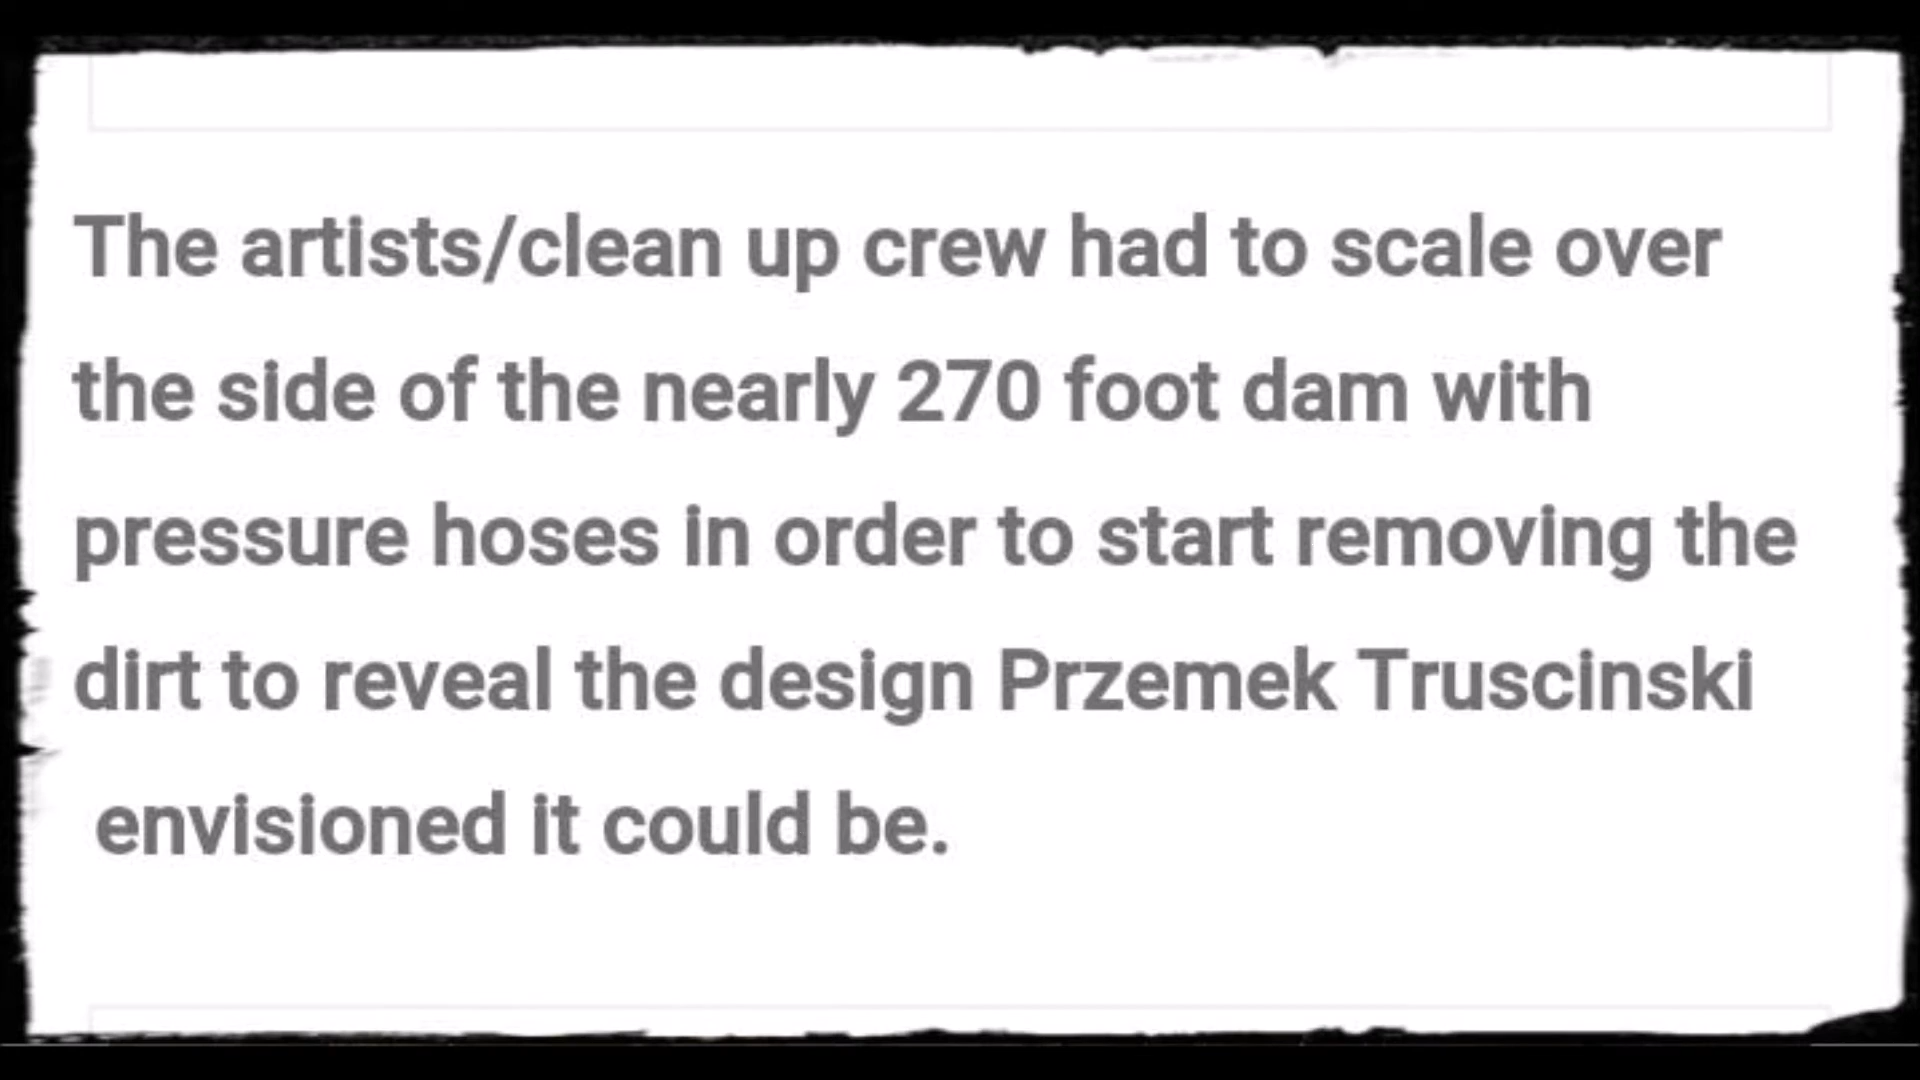 The artists/clean up crew had to scale over
the side of the nearly 270 foot dam with
pressure hoses in order to start removing the
dirt to reveal the design Przemek Truscinski
envisioned it could be.